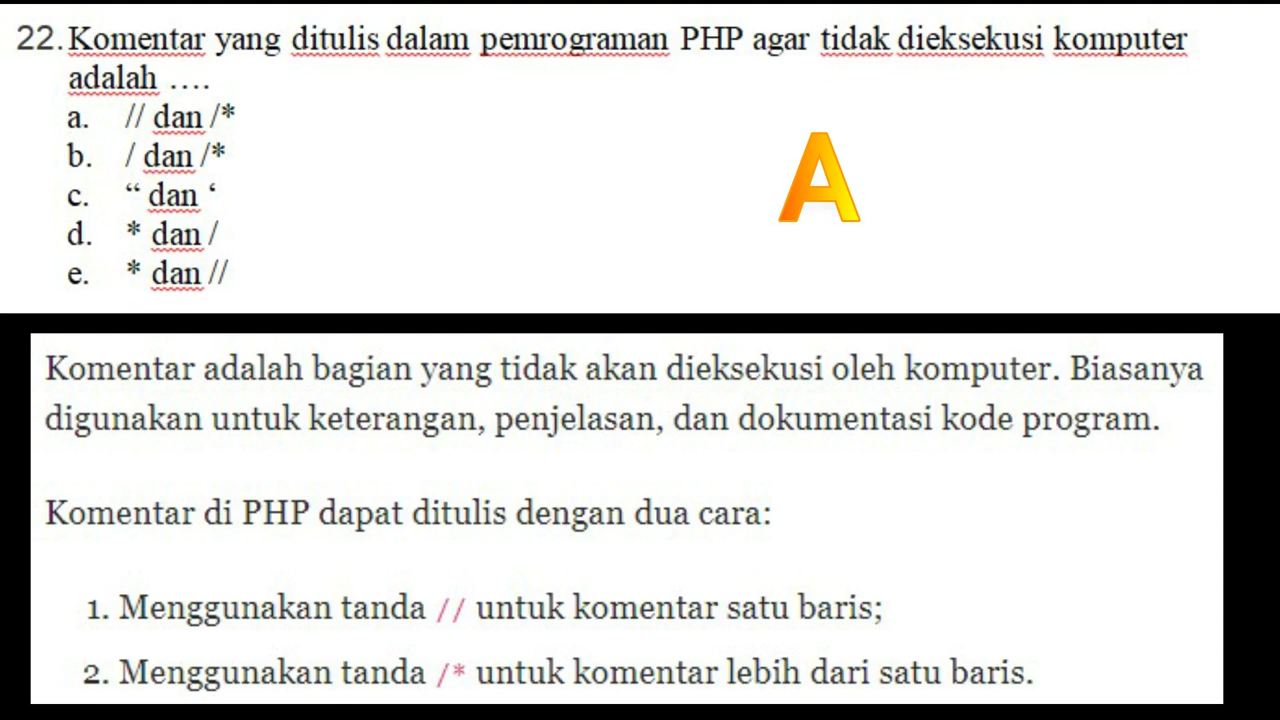 22. Komentar yang ditulis dalam pemrograman PHP agar tidak dieksekusi komputer
adalah ….
a. // dan /*
b. / dan /*
c. “ dan ‘
d. * dan /
e. * dan //
A
Komentar adalah bagian yang tidak akan dieksekusi oleh komputer. Biasanya
digunakan untuk keterangan, penjelasan, dan dokumentasi kode program.
Komentar di PHP dapat ditulis dengan dua cara:
1. Menggunakan tanda // untuk komentar satu baris;
2. Menggunakan tanda /* untuk komentar lebih dari satu baris.